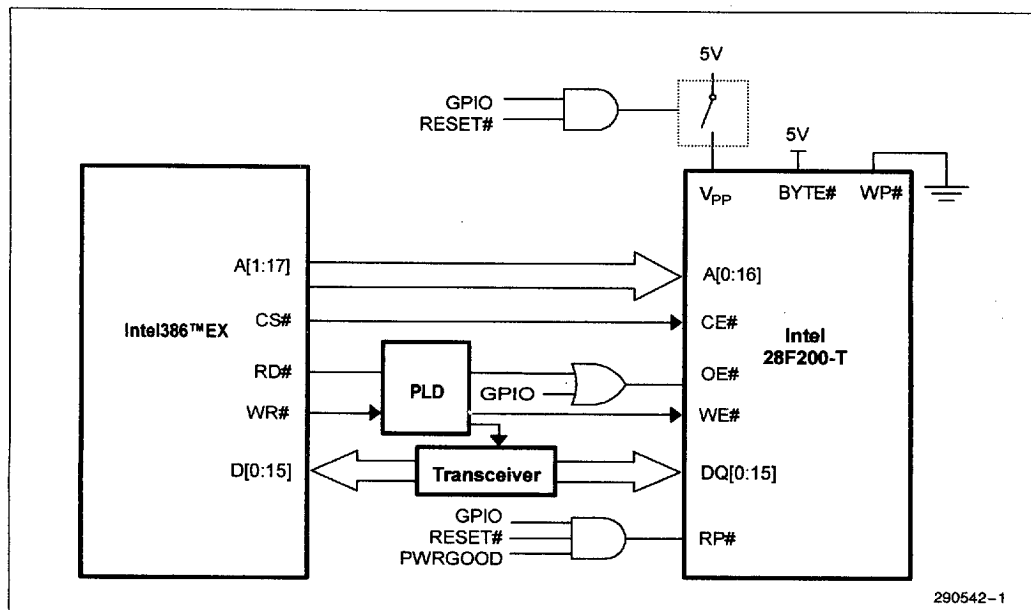 5V
GPIO
RESET#
5V
V_PP BYTE# WP#
A[1:17]
A[0:16]
Intel386™EX
CS#
CE#
Intel
28F200-T
RD#
PLD
GPIO
OE#
WR#
WE#
D[0:15]
Transceiver
DQ[0:15]
GPIO
RESET#
PWRGOOD
RP#
290542-1